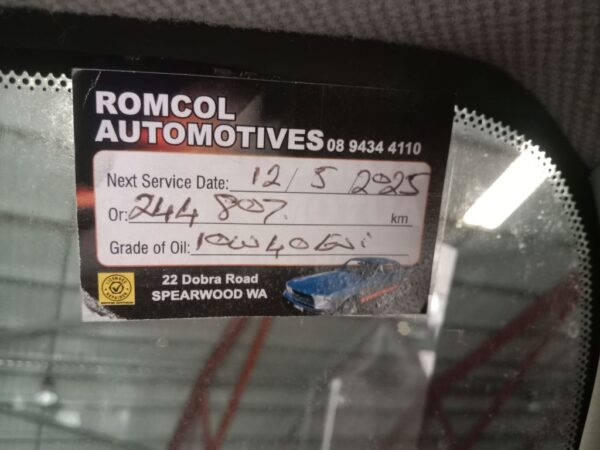 ROMCOL
AUTOMOTIVES 08 9434 4110
Next Service Date: 12/5/2025
Or: 244 807. km
Grade of Oil: 10W40
22 Dobra Road
SPEARWOOD WA